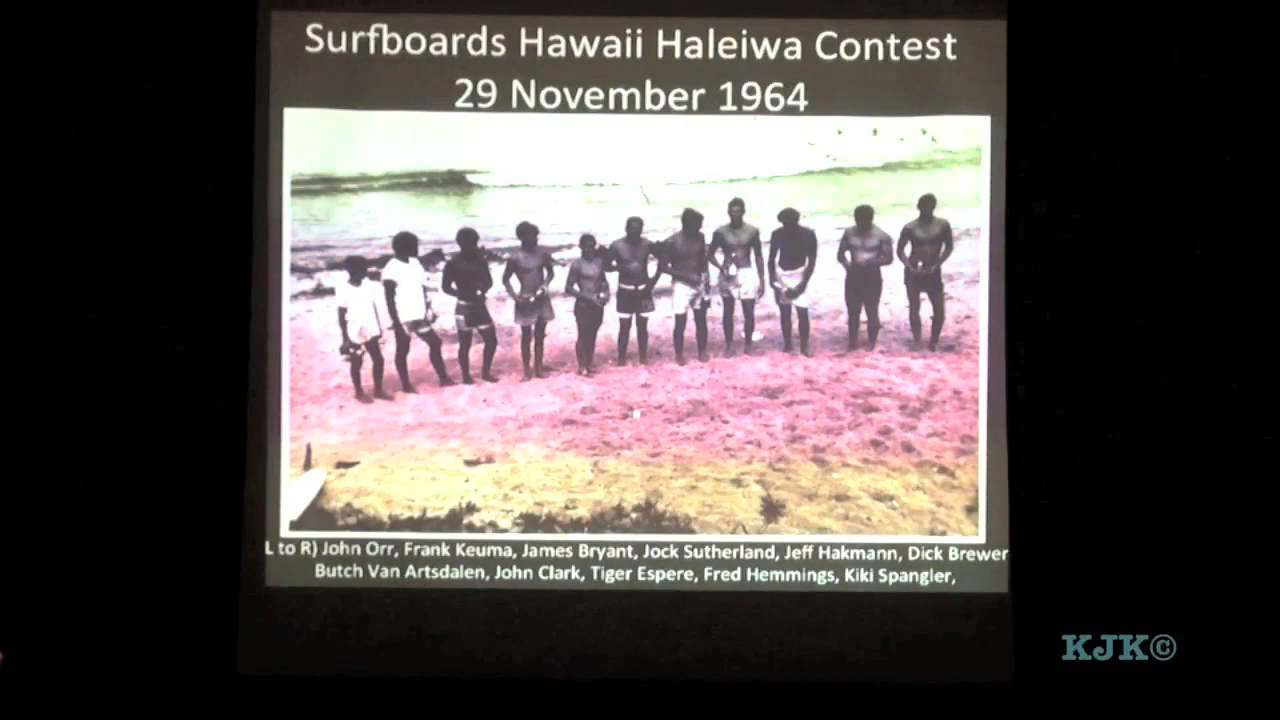 Surfboards Hawaii Haleiwa Contest
29 November 1964
L to R) John Orr, Frank Keuma, James Bryant, Jock Sutherland, Jeff Hakmann, Dick Brewer
Butch Van Artsdalen, John Clark, Tiger Espere, Fred Hemmings, Kiki Spangler,
KJK©